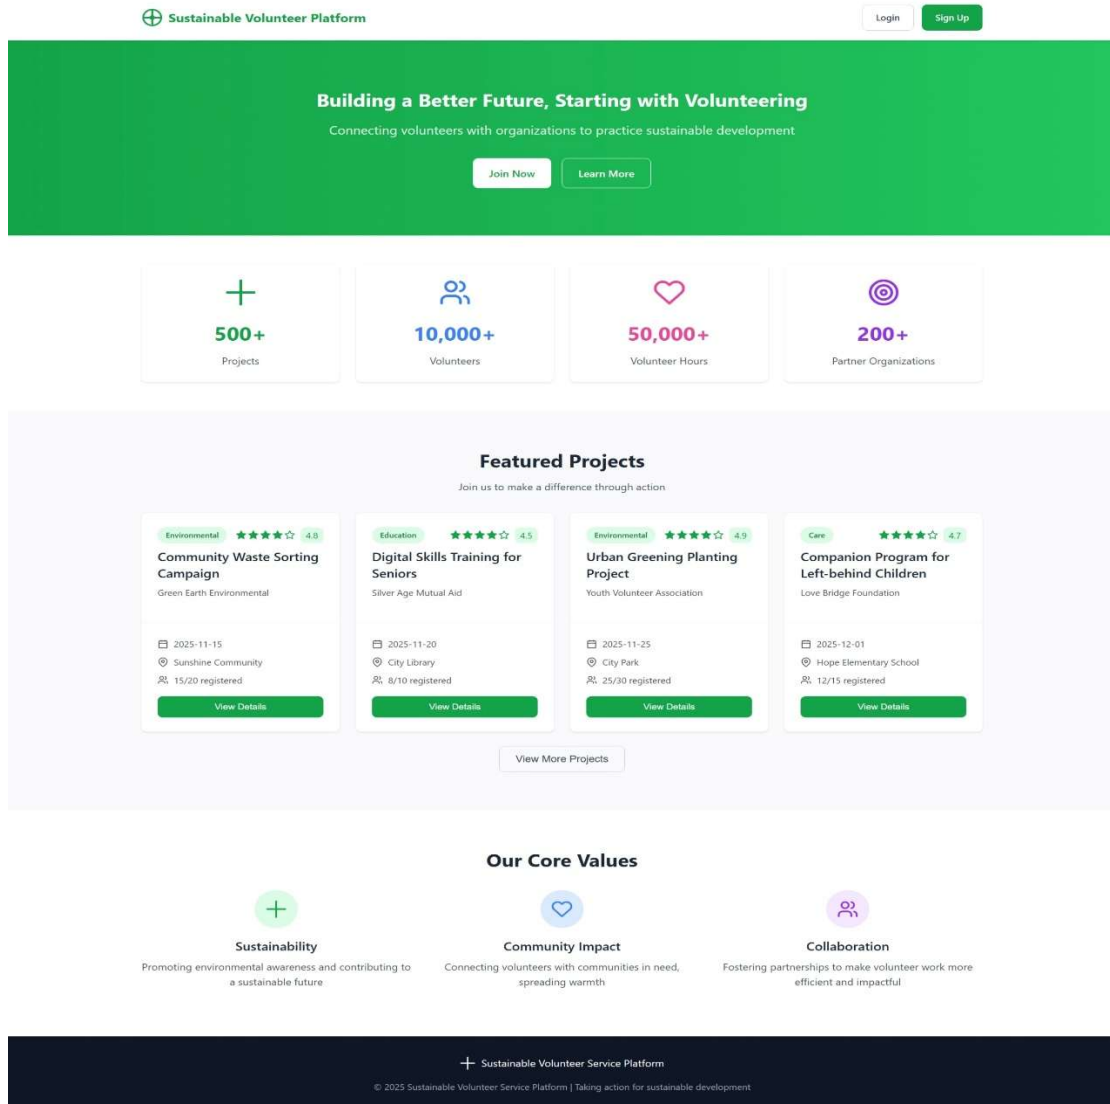 Sustainable Volunteer Platform
Login
Sign Up
Building a Better Future, Starting with Volunteering
Connecting volunteers with organizations to practice sustainable development
Join Now
Learn More
500+
Projects
10,000+
Volunteers
50,000+
Volunteer Hours
200+
Partner Organizations
Featured Projects
Join us to make a difference through action
Environmental
4.8
Community Waste Sorting
Campaign
Green Earth Environmental
2025-11-15
Sunshine Community
15/20 registered
View Details
Education
4.5
Digital Skills Training for
Seniors
Silver Age Mutual Aid
2025-11-20
City Library
8/10 registered
View Details
Environmental
4.9
Urban Greening Planting
Project
Youth Volunteer Association
2025-11-25
City Park
25/30 registered
View Details
Care
4.7
Companion Program for
Left-behind Children
Love Bridge Foundation
2025-12-01
Hope Elementary School
12/15 registered
View Details
View More Projects
Our Core Values
Sustainability
Promoting environmental awareness and contributing to
a sustainable future
Community Impact
Connecting volunteers with communities in need,
spreading warmth
Collaboration
Fostering partnerships to make volunteer work more
efficient and impactful
Sustainable Volunteer Service Platform
© 2025 Sustainable Volunteer Service Platform | Taking action for sustainable development